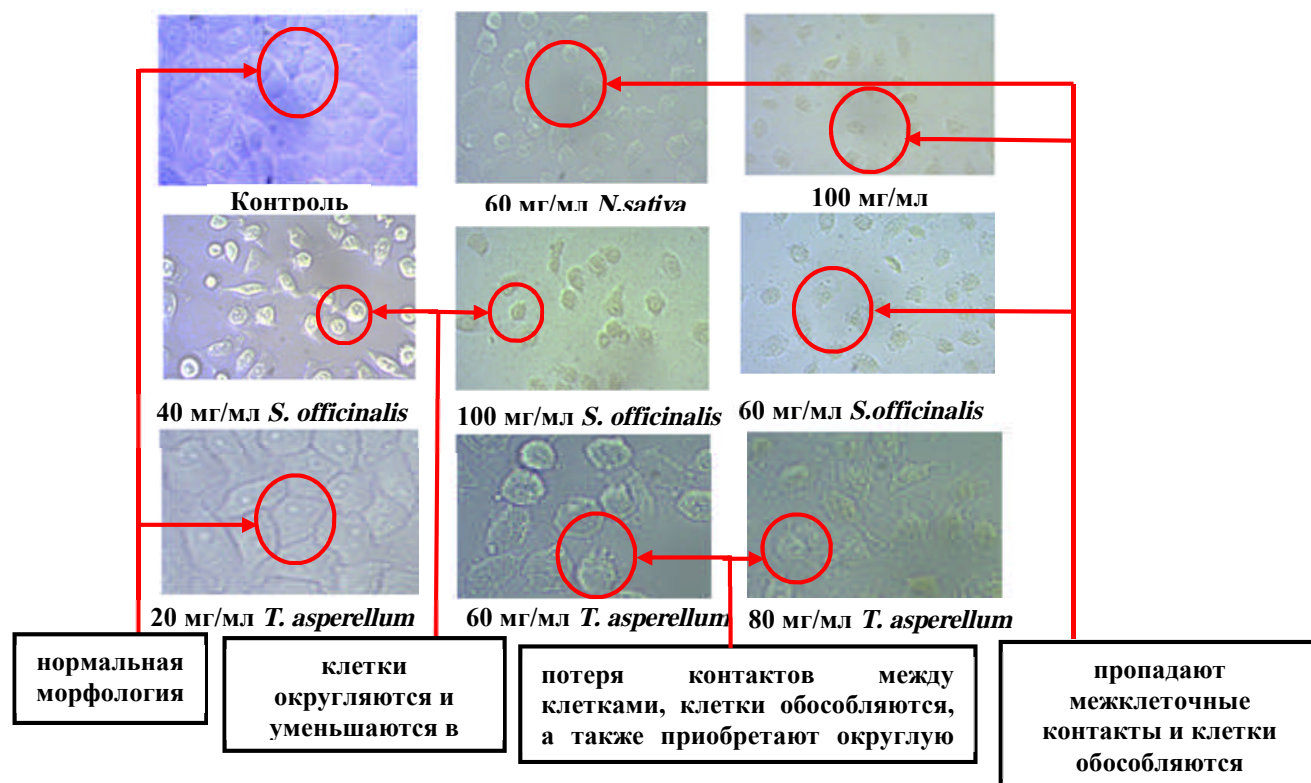 Контроль
60 мг/мл N.sativa
100 мг/мл
40 мг/мл S. officinalis
100 мг/мл S. officinalis
60 мг/мл S.officinalis
20 мг/мл T. asperellum
60 мг/мл T. asperellum
80 мг/мл T. asperellum
нормальная
морфология
клетки
округляются и
уменьшаются в
потеря контактов между
клетками, клетки обособляются,
а также приобретают округлую
пропадают
межклеточные
контакты и клетки
обособляются